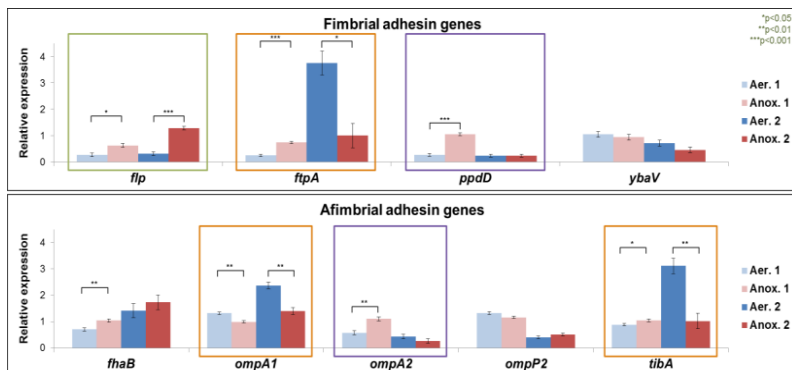 Fimbrial adhesin genes
*p<0.05
**p<0.01
***p<0.001
Relative expression
4
3
2
1
0
* *** *** * ***
Aer. 1
Anox. 1
Aer. 2
Anox. 2
flp ftpA ppdD ybaV
Afimbrial adhesin genes
Relative expression
4
3
2
1
0
** ** ** ** * **
Aer. 1
Anox. 1
Aer. 2
Anox. 2
fhaB ompA1 ompA2 ompP2 tibA